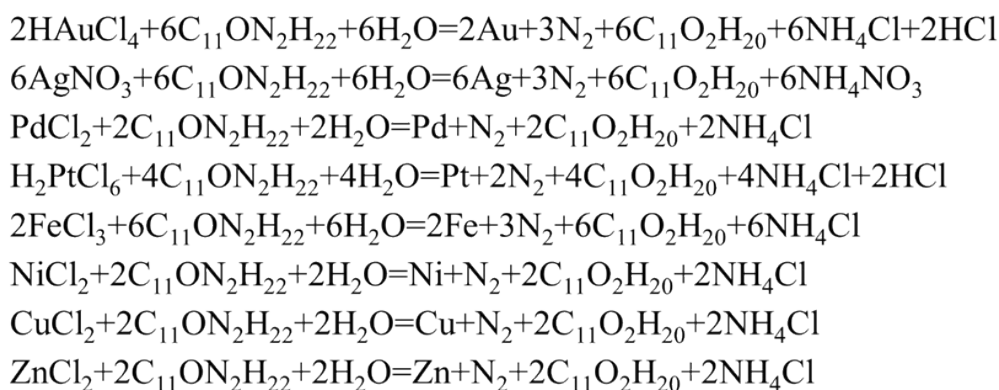 2HAuCl₄+6C₁₁ON₂H₂₂+6H₂O=2Au+3N₂+6C₁₁O₂H₂₀+6NH₄Cl+2HCl
6AgNO₃+6C₁₁ON₂H₂₂+6H₂O=6Ag+3N₂+6C₁₁O₂H₂₀+6NH₄NO₃
PdCl₂+2C₁₁ON₂H₂₂+2H₂O=Pd+N₂+2C₁₁O₂H₂₀+2NH₄Cl
H₂PtCl₆+4C₁₁ON₂H₂₂+4H₂O=Pt+2N₂+4C₁₁O₂H₂₀+4NH₄Cl+2HCl
2FeCl₃+6C₁₁ON₂H₂₂+6H₂O=2Fe+3N₂+6C₁₁O₂H₂₀+6NH₄Cl
NiCl₂+2C₁₁ON₂H₂₂+2H₂O=Ni+N₂+2C₁₁O₂H₂₀+2NH₄Cl
CuCl₂+2C₁₁ON₂H₂₂+2H₂O=Cu+N₂+2C₁₁O₂H₂₀+2NH₄Cl
ZnCl₂+2C₁₁ON₂H₂₂+2H₂O=Zn+N₂+2C₁₁O₂H₂₀+2NH₄Cl